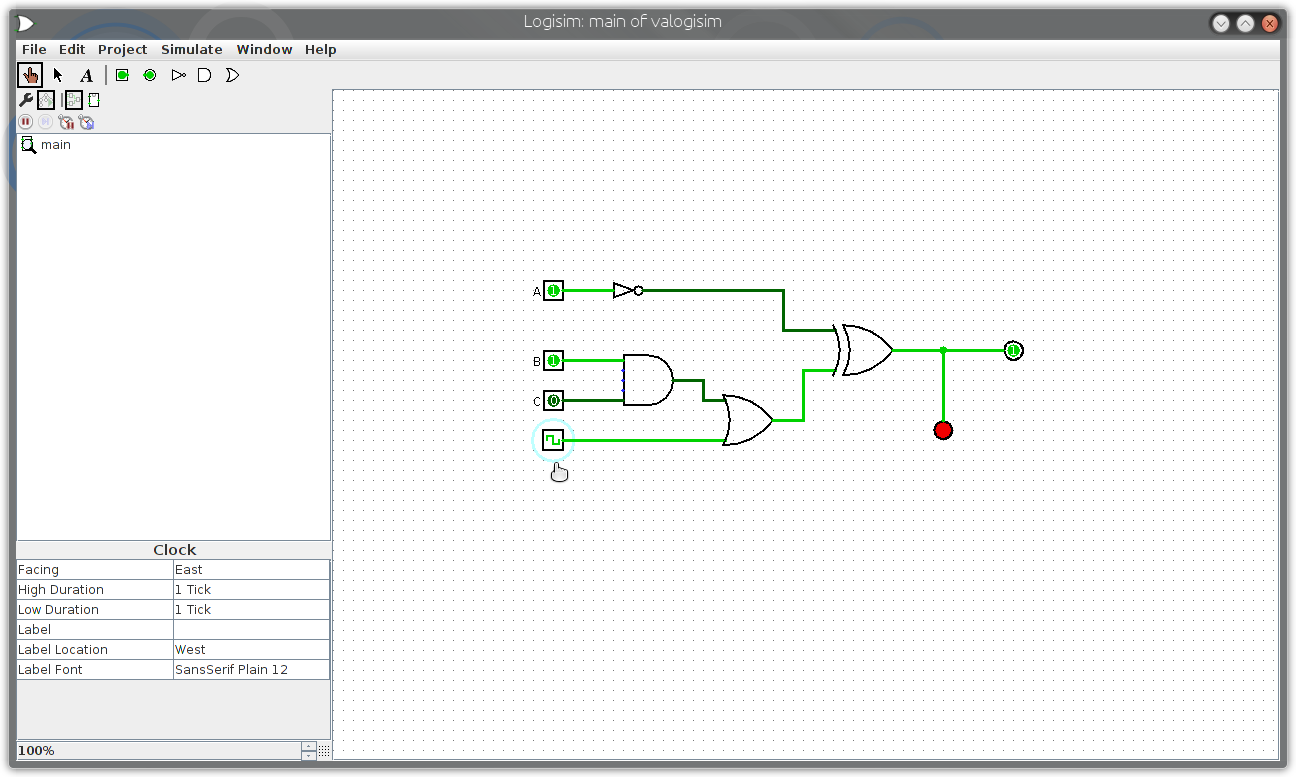 Logisim: main of valogisim
File Edit Project Simulate Window Help
A
main
A 1
B 1
C 0
1
Clock
Facing East
High Duration 1 Tick
Low Duration 1 Tick
Label
Label Location West
Label Font SansSerif Plain 12
100%